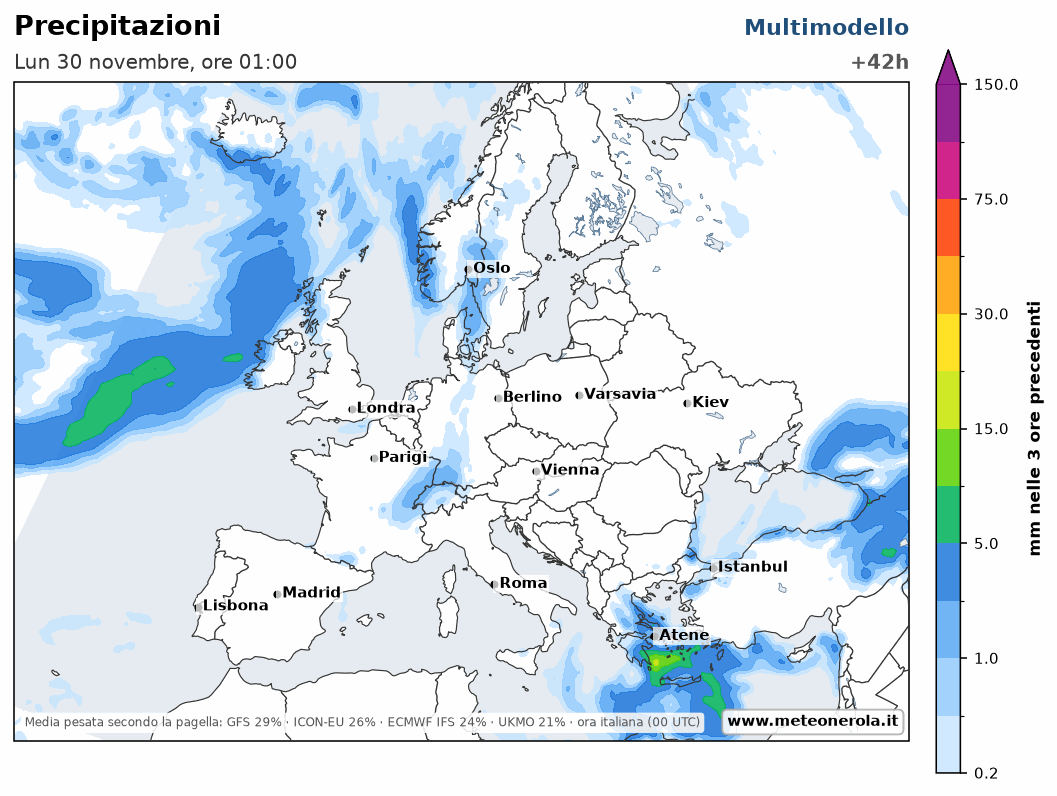 Precipitazioni
Multimodello
Lun 30 novembre, ore 01:00
+42h
150.0
75.0
30.0
15.0
5.0
1.0
0.2
mm nelle 3 ore precedenti
Oslo
Berlino
Varsavia
Kiev
Londra
Parigi
Vienna
Istanbul
Roma
Madrid
Lisbona
Atene
Media pesata secondo la pagella: GFS 29% · ICON-EU 26% · ECMWF IFS 24% · UKMO 21% · ora italiana (00 UTC)
www.meteonerola.it